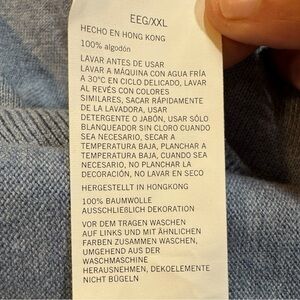 EEG/XXL
HECHO EN HONG KONG
100% algodón
LAVAR ANTES DE USAR
LAVAR A MÁQUINA CON AGUA FRÍA
A 30°C EN CICLO DELICADO, LAVAR
AL REVÉS CON COLORES
SIMILARES, SACAR RÁPIDAMENTE
DE LA LAVADORA, USAR
DETERGENTE O JABÓN, USAR SÓLO
BLANQUEADOR SIN CLORO CUANDO
SEA NECESARIO, SECAR A
TEMPERATURA BAJA, PLANCHAR A
TEMPERATURA BAJA, CUANDO SEA
NECESARIO, NO PLANCHAR LA
DECORACIÓN, NO LAVAR EN SECO
HERGESTELLT IN HONGKONG
100% BAUMWOLLE
AUSSCHLIEßLICH DEKORATION
VOR DEM TRAGEN WASCHEN
AUF LINKS UND MIT ÄHNLICHEN
FARBEN ZUSAMMEN WASCHEN,
UMGEHEND AUS DER
WASCHMASCHINE
HERAUSNEHMEN, DEKOELEMENTE
NICHT BÜGELN